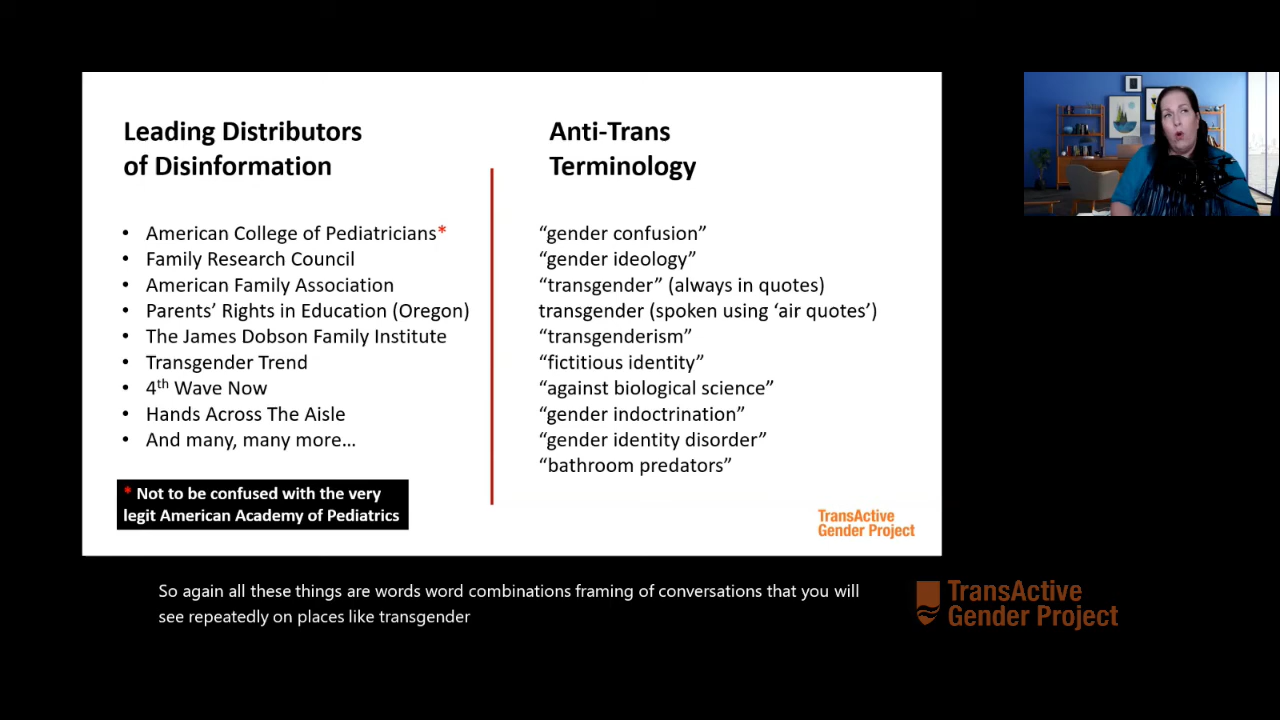 Leading Distributors
of Disinformation
• American College of Pediatricians*
• Family Research Council
• American Family Association
• Parents’ Rights in Education (Oregon)
• The James Dobson Family Institute
• Transgender Trend
• 4th Wave Now
• Hands Across The Aisle
• And many, many more…
* Not to be confused with the very
legit American Academy of Pediatrics
Anti-Trans
Terminology
“gender confusion”
“gender ideology”
“transgender” (always in quotes)
transgender (spoken using ‘air quotes’)
“transgenderism”
“fictitious identity”
“against biological science”
“gender indoctrination”
“gender identity disorder”
“bathroom predators”
TransActive
Gender Project
So again all these things are words word combinations framing of conversations that you will
see repeatedly on places like transgender
TransActive
Gender Project